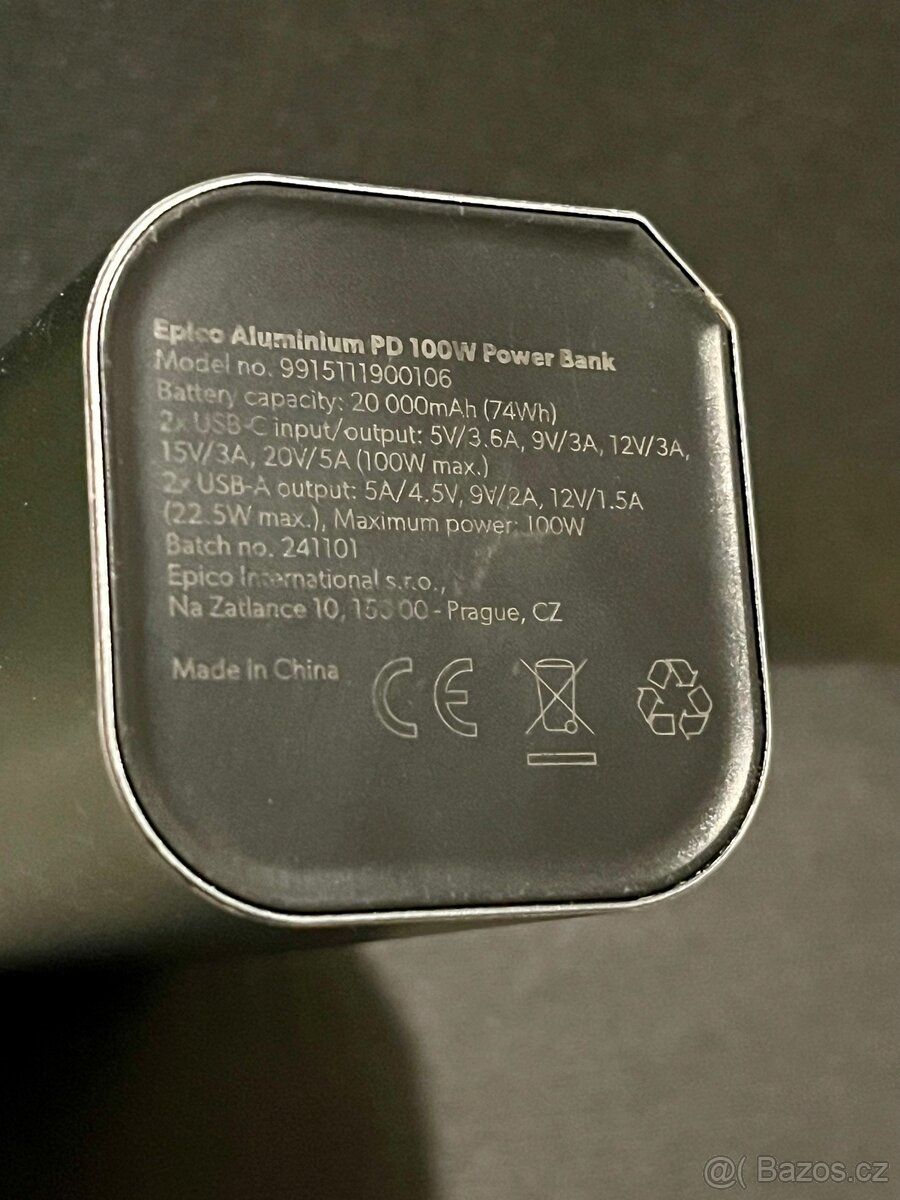 Epico Aluminium PD 100W Power Bank
Model no. 9915111900106
Battery capacity: 20 000mAh (74Wh)
2x USB-C input/output: 5V/3.6A, 9V/3A, 12V/3A,
15V/3A, 20V/5A (100W max.)
2x USB-A output: 5A/4.5V, 9V/2A, 12V/1.5A
(22.5W max.), Maximum power: 100W
Batch no. 241101
Epico International s.r.o.,
Na Zatlance 10, 150 00 - Prague, CZ
Made in China
CE
@( Bazos.cz